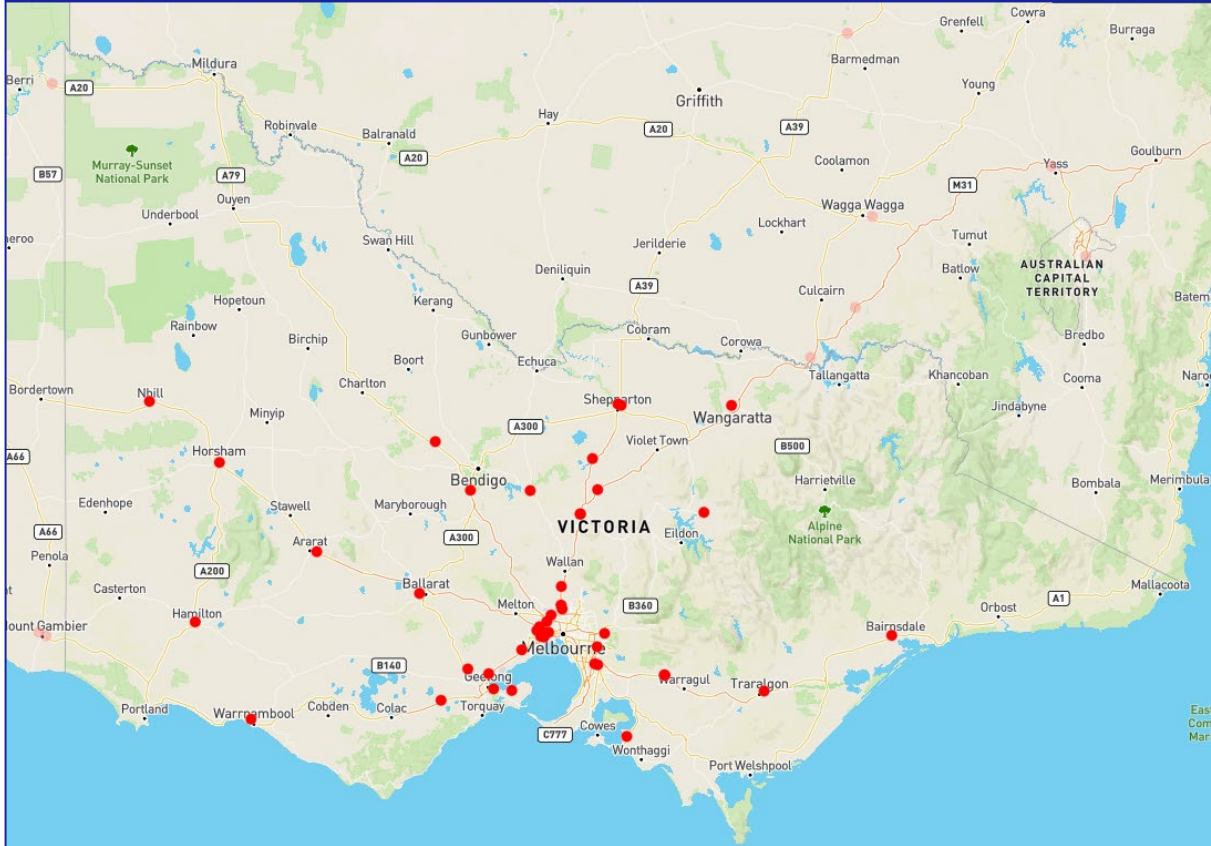 Cowra
Grenfell
Burraga
Mildura
Barmedman
Berri
A20
Young
Griffith
Hay
Robinvale
A20
A39
Balranald
A20
Goulburn
Murray-Sunset
National Park
Coolamon
Yass
B57
A79
M31
Ouyen
Underbool
Wagga Wagga
Lockhart
Swan Hill
Jerilderie
Tumut
AUSTRALIAN
CAPITAL
TERRITORY
Deniliquin
Batlow
A39
Hopetoun
Kerang
Culcairn
Rainbow
Cobram
Bredbo
Birchip
Gunbower
Corowa
Boort
Echuca
Tallangatta
Khancoban
Cooma
Bordertown
Nhill
Charlton
Shepparton
Minyip
Wangaratta
Jindabyne
A300
Violet Town
B500
A66
Horsham
Bendigo
Harrietville
Merimbula
Edenhope
Stawell
Maryborough
Bombala
Alpine
National Park
VICTORIA
A66
A300
Eildon
Ararat
Penola
Wallan
A200
Casterton
Ballarat
Mallacoota
A1
Melton
B360
Orbost
Hamilton
Mount Gambier
Bairnsdale
Melbourne
B140
Geelong
Warragul
Traralgon
Portland
Warrnambool
Cobden
Colac
Torquay
C777
Cowes
Wonthaggi
Port Welshpool